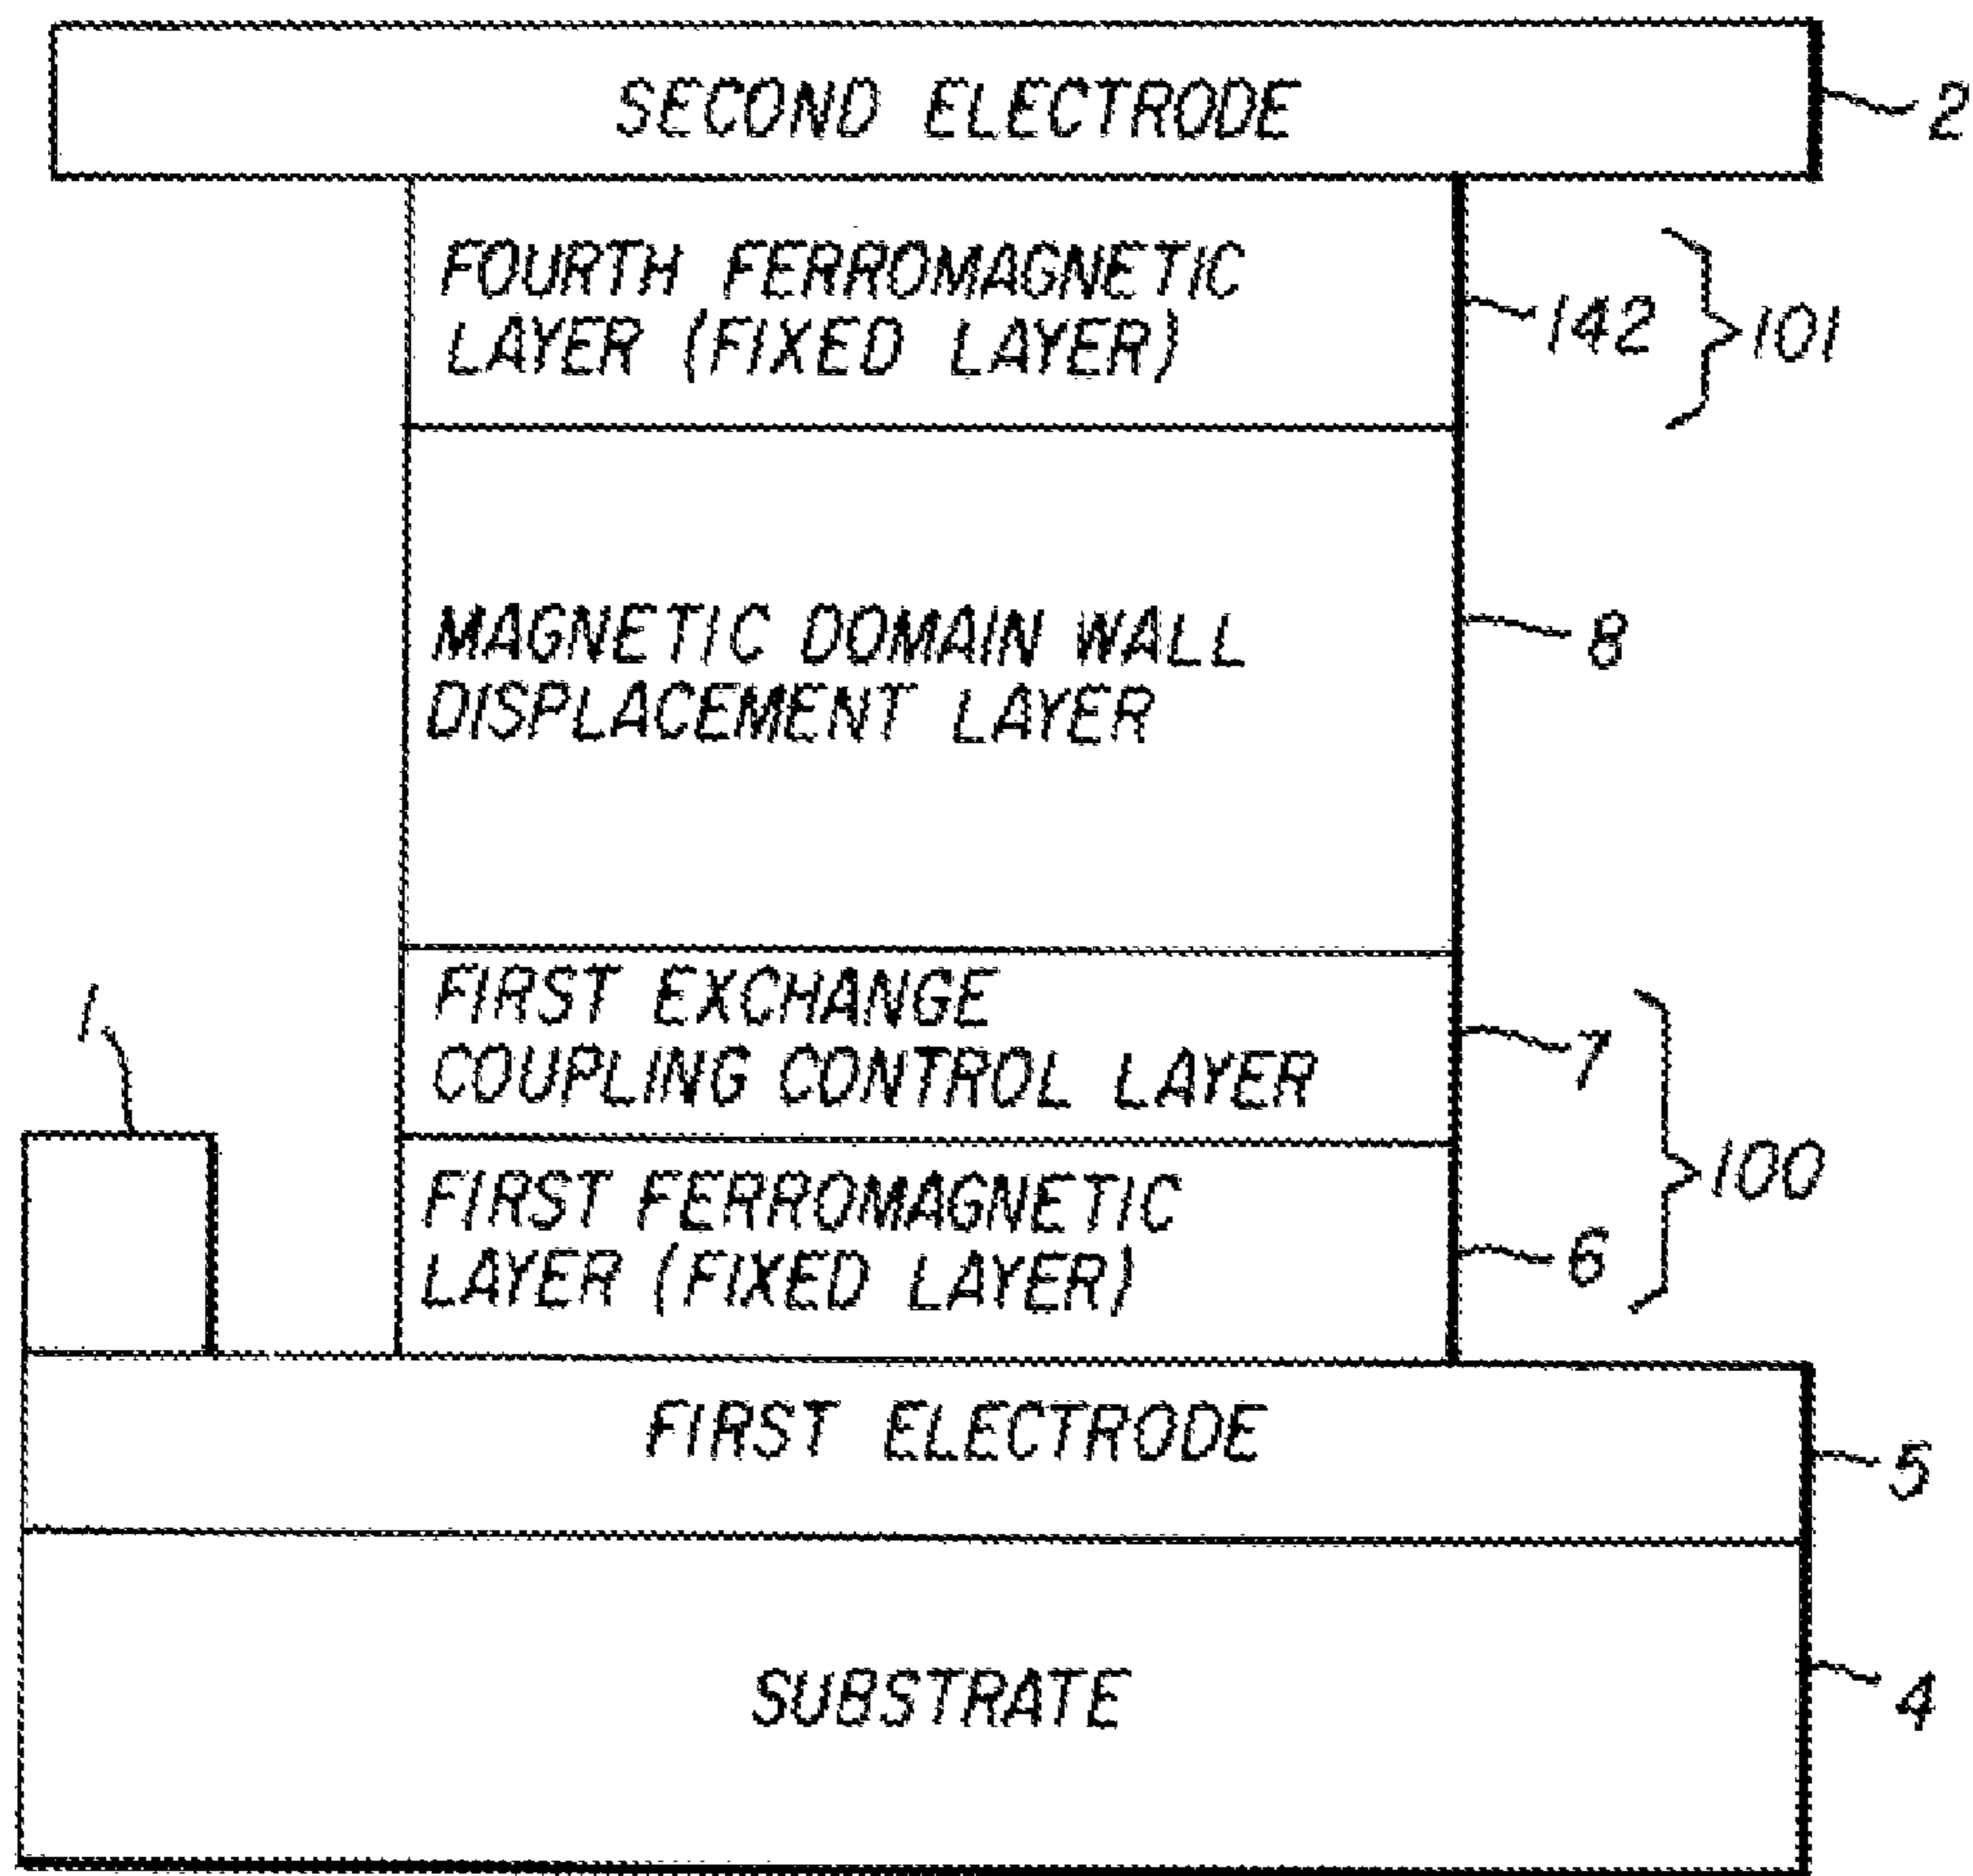 SECOND ELECTRODE
2
FOURTH FERROMAGNETIC
LAYER (FIXED LAYER)
142
101
MAGNETIC DOMAIN WALL
DISPLACEMENT LAYER
8
FIRST EXCHANGE
COUPLING CONTROL LAYER
7
1
100
FIRST FERROMAGNETIC
LAYER (FIXED LAYER)
6
FIRST ELECTRODE
5
SUBSTRATE
4